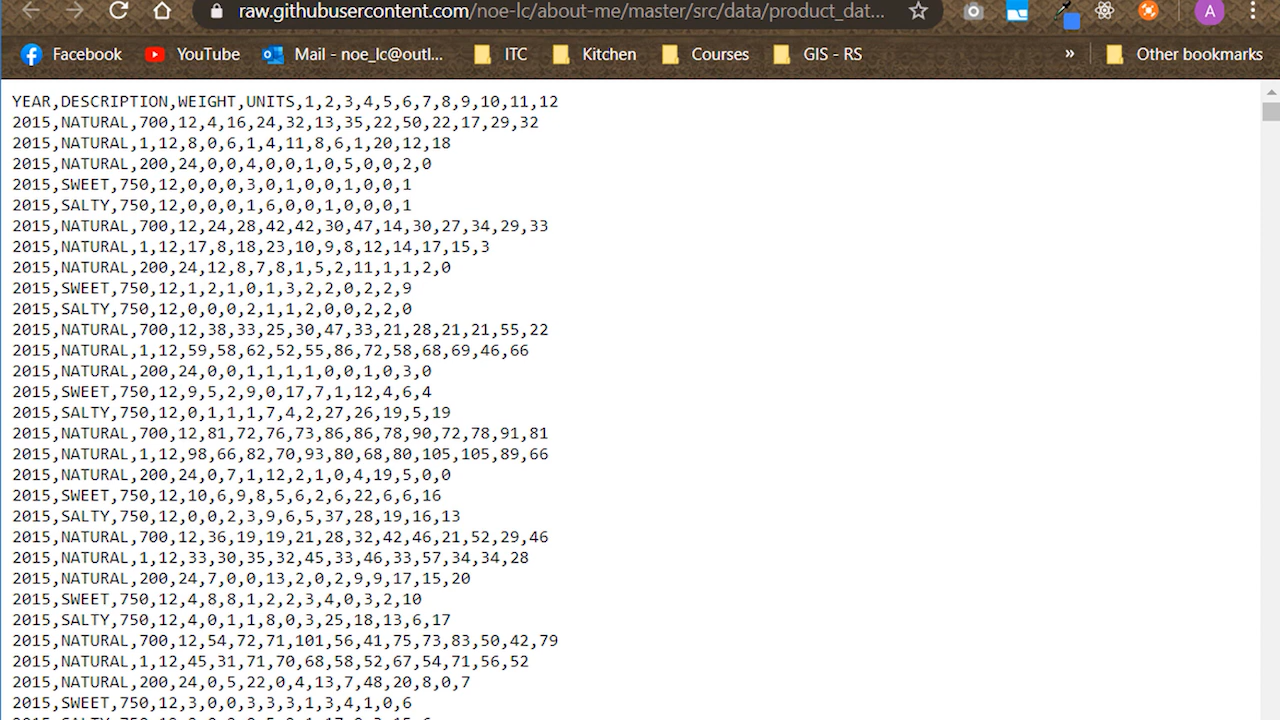 raw.githubusercontent.com/noe-lc/about-me/master/src/data/product_dat...
A
Facebook YouTube Mail - noe_lc@outl... ITC Kitchen Courses GIS - RS » Other bookmarks
YEAR,DESCRIPTION,WEIGHT,UNITS,1,2,3,4,5,6,7,8,9,10,11,12
2015,NATURAL,700,12,4,16,24,32,13,35,22,50,22,17,29,32
2015,NATURAL,1,12,8,0,6,1,4,11,8,6,1,20,12,18
2015,NATURAL,200,24,0,0,4,0,0,1,0,5,0,0,2,0
2015,SWEET,750,12,0,0,0,3,0,1,0,0,1,0,0,1
2015,SALTY,750,12,0,0,0,1,6,0,0,1,0,0,0,1
2015,NATURAL,700,12,24,28,42,42,30,47,14,30,27,34,29,33
2015,NATURAL,1,12,17,8,18,23,10,9,8,12,14,17,15,3
2015,NATURAL,200,24,12,8,7,8,1,5,2,11,1,1,2,0
2015,SWEET,750,12,1,2,1,0,1,3,2,2,0,2,2,9
2015,SALTY,750,12,0,0,0,2,1,1,2,0,0,2,2,0
2015,NATURAL,700,12,38,33,25,30,47,33,21,28,21,21,55,22
2015,NATURAL,1,12,59,58,62,52,55,86,72,58,68,69,46,66
2015,NATURAL,200,24,0,0,1,1,1,1,0,0,1,0,3,0
2015,SWEET,750,12,9,5,2,9,0,17,7,1,12,4,6,4
2015,SALTY,750,12,0,1,1,1,7,4,2,27,26,19,5,19
2015,NATURAL,700,12,81,72,76,73,86,86,78,90,72,78,91,81
2015,NATURAL,1,12,98,66,82,70,93,80,68,80,105,105,89,66
2015,NATURAL,200,24,0,7,1,12,2,1,0,4,19,5,0,0
2015,SWEET,750,12,10,6,9,8,5,6,2,6,22,6,6,16
2015,SALTY,750,12,0,0,2,3,9,6,5,37,28,19,16,13
2015,NATURAL,700,12,36,19,19,21,28,32,42,46,21,52,29,46
2015,NATURAL,1,12,33,30,35,32,45,33,46,33,57,34,34,28
2015,NATURAL,200,24,7,0,0,13,2,0,2,9,9,17,15,20
2015,SWEET,750,12,4,8,8,1,2,2,3,4,0,3,2,10
2015,SALTY,750,12,4,0,1,1,8,0,3,25,18,13,6,17
2015,NATURAL,700,12,54,72,71,101,56,41,75,73,83,50,42,79
2015,NATURAL,1,12,45,31,71,70,68,58,52,67,54,71,56,52
2015,NATURAL,200,24,0,5,22,0,4,13,7,48,20,8,0,7
2015,SWEET,750,12,3,0,0,3,3,3,1,3,4,1,0,6